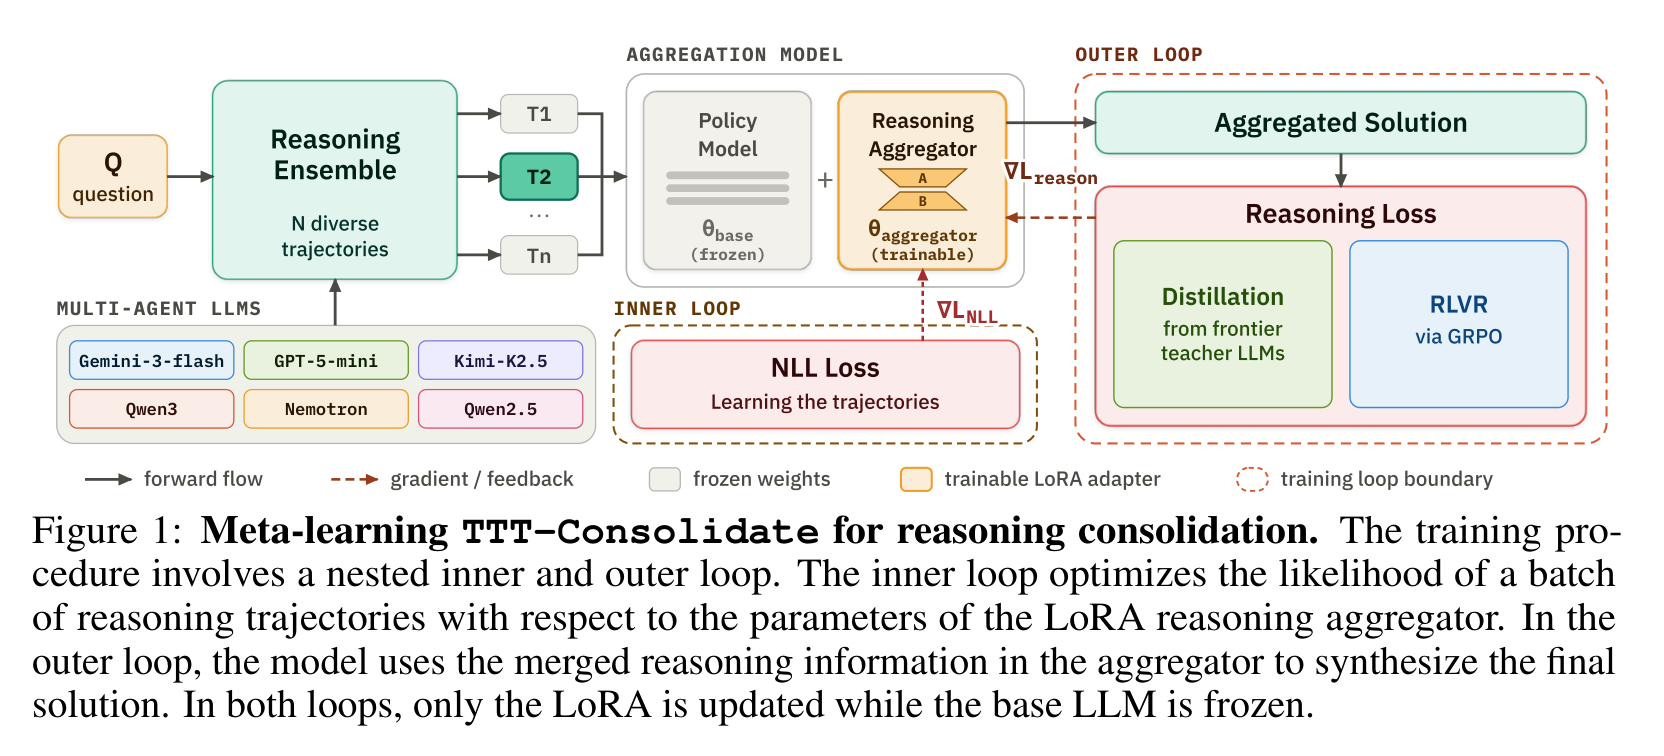 AGGREGATION MODEL
OUTER LOOP
Q
question
Reasoning
Ensemble
N diverse
trajectories
T1
T2
...
Tn
Policy
Model
θbase
(frozen)
+
Reasoning
Aggregator
A
B
θaggregator
(trainable)
∇Lreason
Aggregated Solution
Reasoning Loss
Distillation
from frontier
teacher LLMs
RLVR
via GRPO
MULTI-AGENT LLMS
Gemini-3-flash GPT-5-mini Kimi-K2.5
Qwen3 Nemotron Qwen2.5
INNER LOOP
∇LNLL
NLL Loss
Learning the trajectories
forward flow gradient / feedback frozen weights trainable LoRA adapter training loop boundary
Figure 1: Meta-learning TTT-Consolidate for reasoning consolidation. The training pro-
cedure involves a nested inner and outer loop. The inner loop optimizes the likelihood of a batch
of reasoning trajectories with respect to the parameters of the LoRA reasoning aggregator. In the
outer loop, the model uses the merged reasoning information in the aggregator to synthesize the final
solution. In both loops, only the LoRA is updated while the base LLM is frozen.